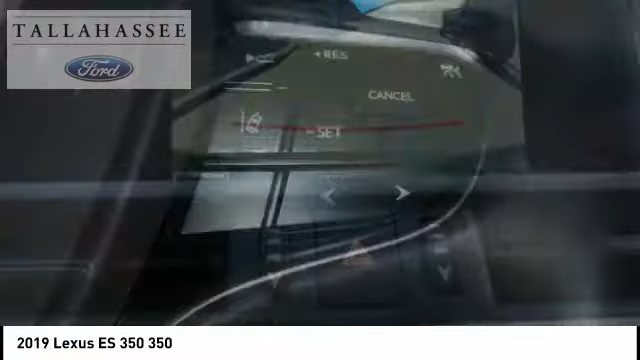 TALLAHASSEE
Ford
RES
CANCEL
-SET
2019 Lexus ES 350 350